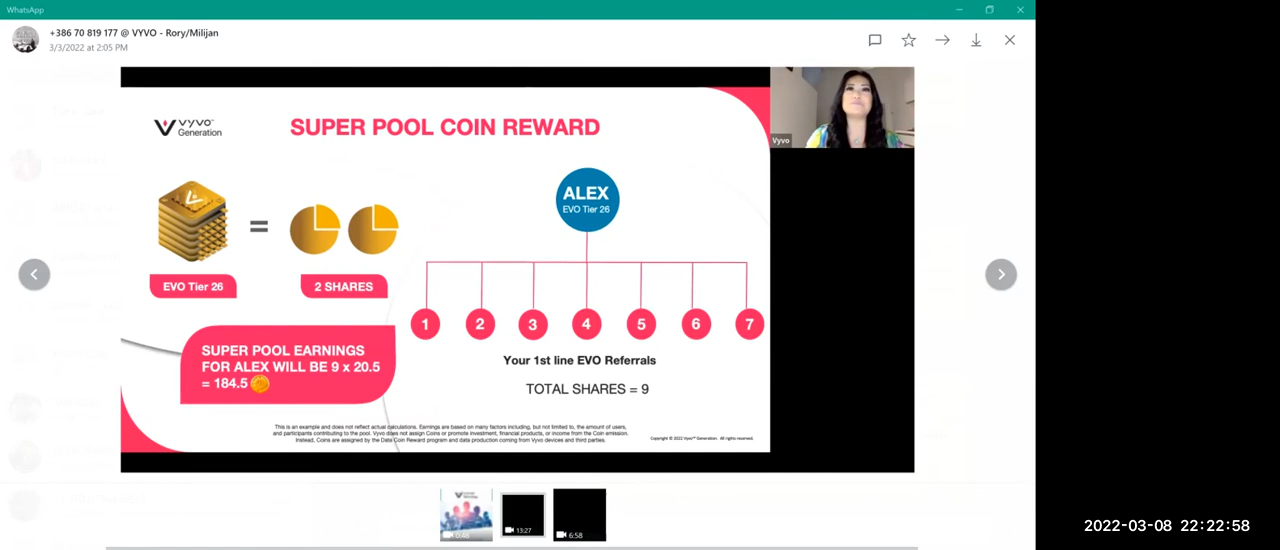 WhatsApp
+386 70 819 177 @ VYVO - Rory/Milijan
3/3/2022 at 2:05 PM
vyvo™
Generation
SUPER POOL COIN REWARD
Vyvo
ALEX
EVO Tier 26
=
EVO Tier 26
2 SHARES
1 2 3 4 5 6 7
SUPER POOL EARNINGS
FOR ALEX WILL BE 9 x 20.5
= 184.5
Your 1st line EVO Referrals
TOTAL SHARES = 9
This is an example and does not reflect actual calculations. Earnings are based on many factors including, but not limited to, the amount of users,
and participants contributing to the pool. Vyvo does not assign Coins or promote investment, financial products, or income from the Coin emission.
Instead, Coins are assigned by the Data Coin Reward program and data production coming from Vyvo devices and third parties.
Copyright © 2022 Vyvo™ Generation. All rights reserved.
13:27
6:58
2022-03-08 22:22:58